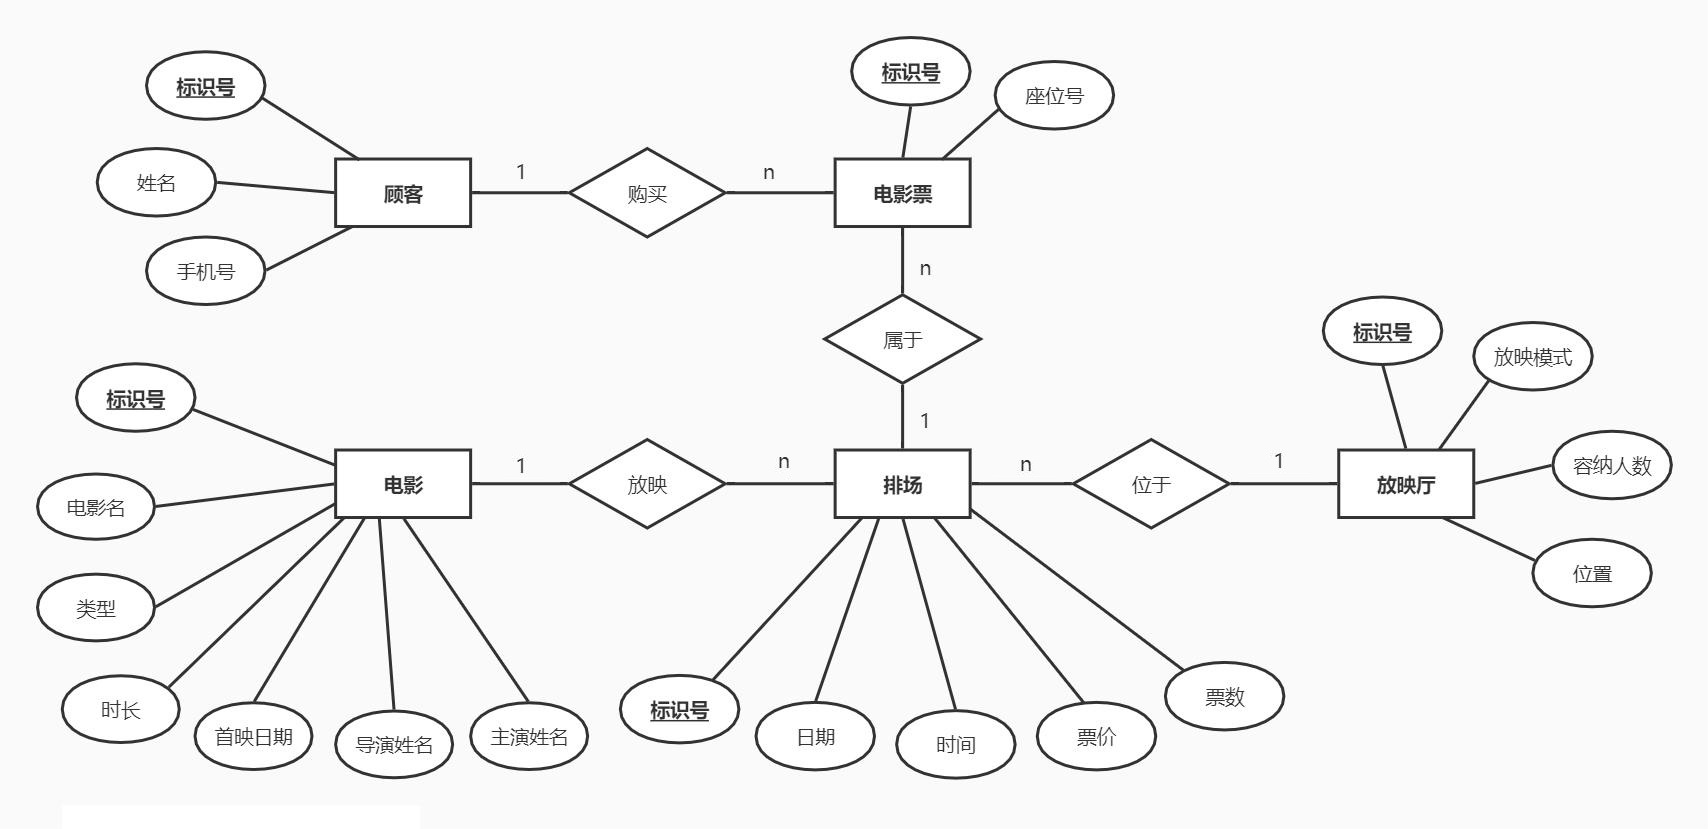 标识号
座位号
标识号
姓名
顾客
1
购买
n
电影票
手机号
n
属于
标识号
放映模式
标识号
1
电影
1
放映
n
排场
n
位于
1
放映厅
容纳人数
电影名
类型
位置
时长
首映日期
导演姓名
主演姓名
标识号
日期
时间
票价
票数